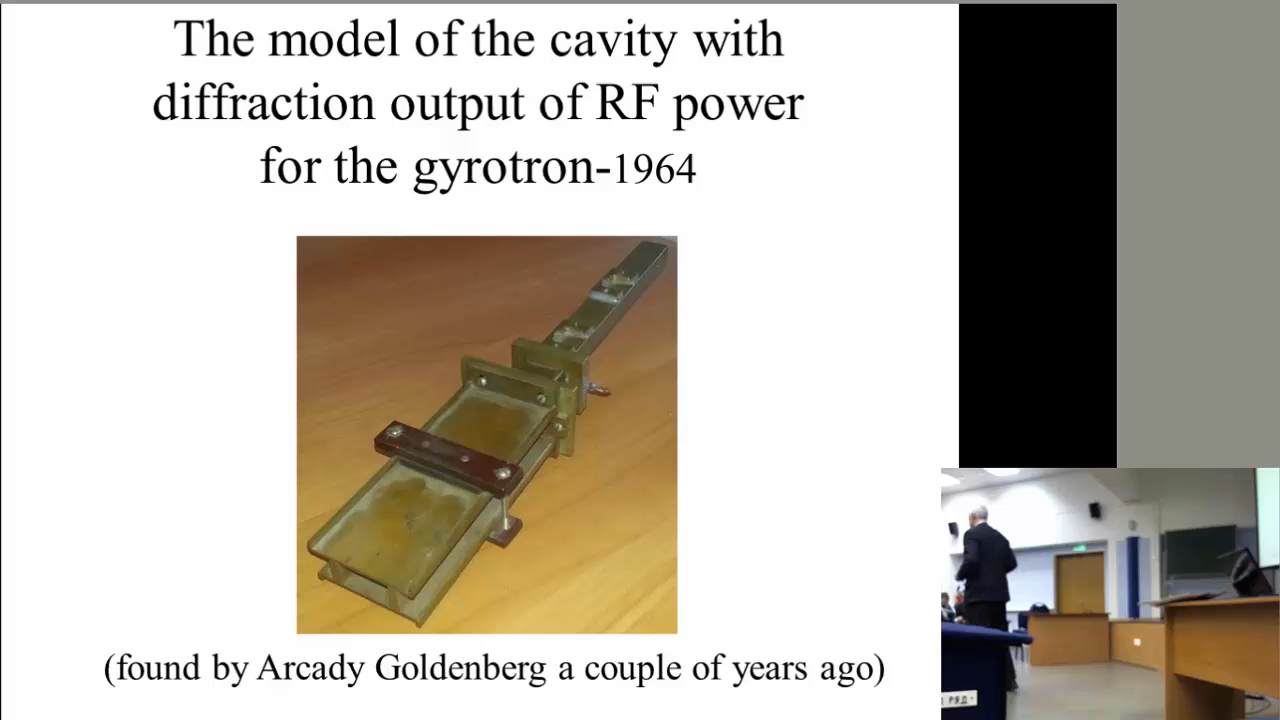 The model of the cavity with
diffraction output of RF power
for the gyrotron-1964
(found by Arcady Goldenberg a couple of years ago)